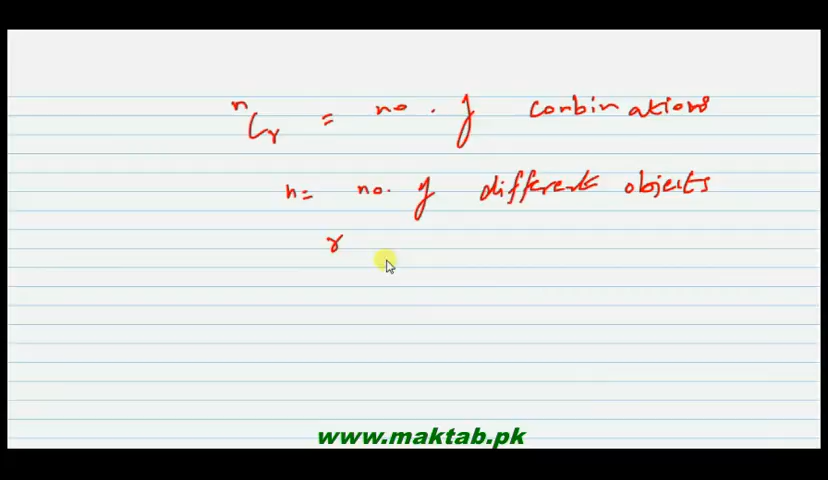 ⁿCᵣ = no. of combinations
n = no. of different objects
r
www.maktab.pk